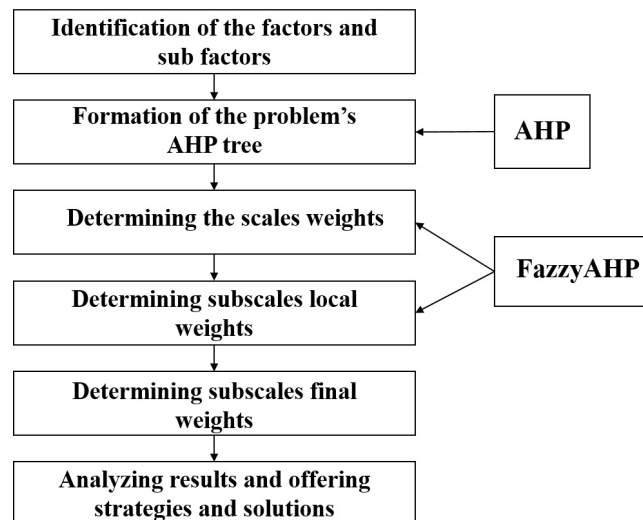 Identification of the factors and
sub factors
Formation of the problem's
AHP tree
AHP
Determining the scales weights
FazzyAHP
Determining subscales local
weights
Determining subscales final
weights
Analyzing results and offering
strategies and solutions